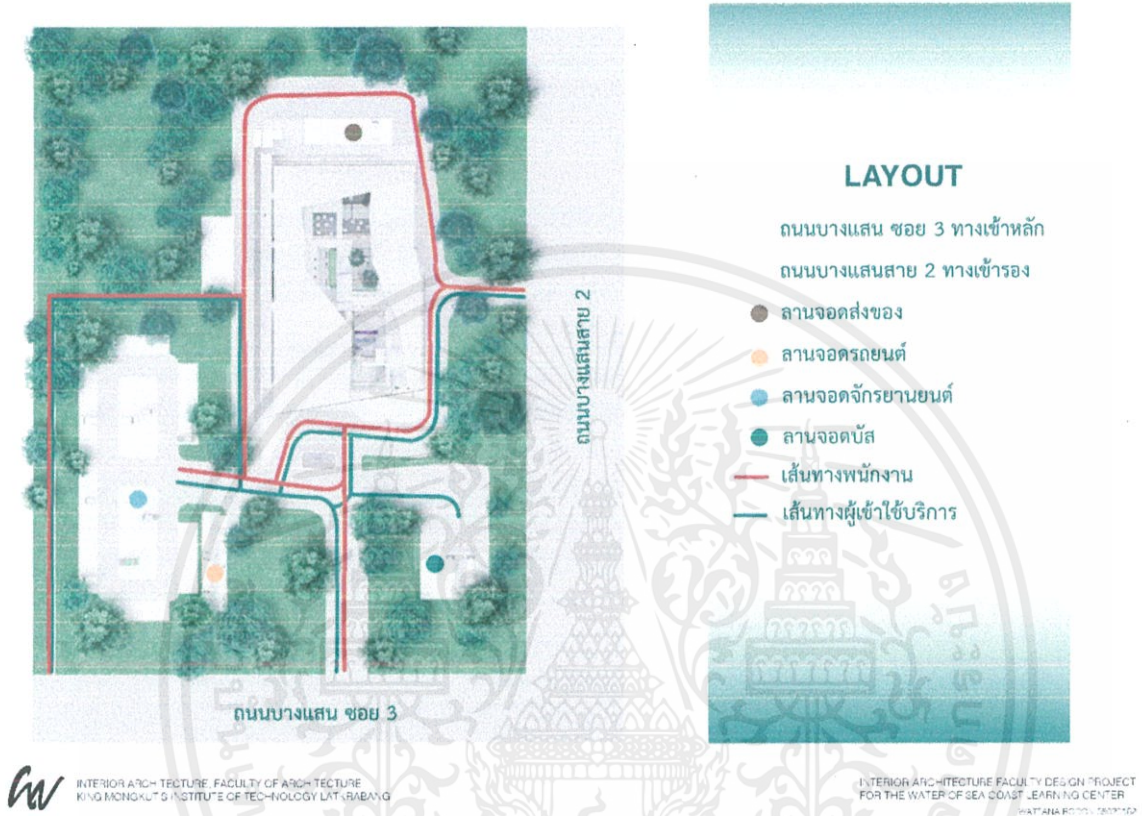 LAYOUT
ถนนบางแสน ซอย 3 ทางเข้าหลัก
ถนนบางแสนสาย 2 ทางเข้ารอง
ลานจอดส่งของ
ลานจอดรถยนต์
ลานจอดจักรยานยนต์
ลานจอดบัส
เส้นทางพนักงาน
เส้นทางผู้เข้าใช้บริการ
ถนนบางแสนสาย 2
ถนนบางแสน ซอย 3
INTERIOR ARCHITECTURE, FACULTY OF ARCHITECTURE
KING MONGKUT'S INSTITUTE OF TECHNOLOGY LATKRABANG
INTERIOR ARCHITECTURE FACULTY DESIGN PROJECT
FOR THE WATER OF SEA COAST LEARNING CENTER